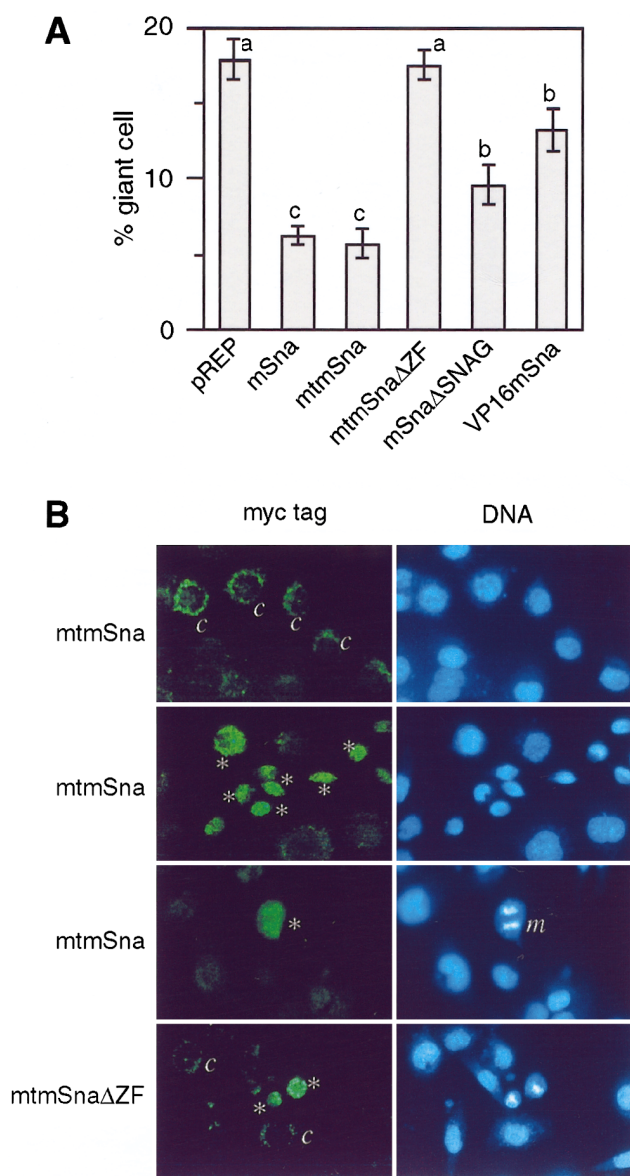 A
20
10
0
% giant cell
a
c
c
a
b
b
pREP
mSna
mtmSna
mtmSnaΔZF
mSnaΔSNAG
VP16mSna
B
myc tag DNA
mtmSna
c c c c
mtmSna
* * * * * *
mtmSna
* m
mtmSnaΔZF
c * * c